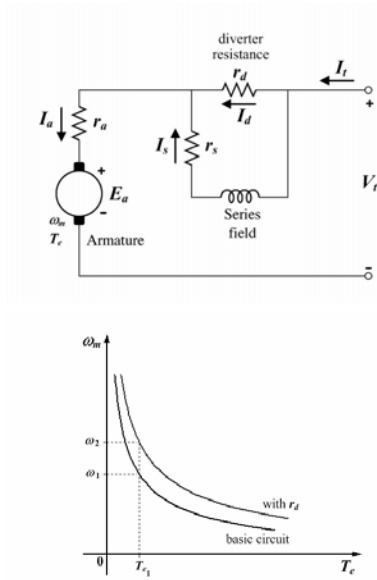 diverter
resistance
r_d
I_t
I_d
+
I_a
r_a
I_s
r_s
+
E_a
-
V_t
ω_m
T_e
Armature
Series
field
-
ω_m
ω_2
ω_1
with r_d
basic circuit
0
T_e1
T_e